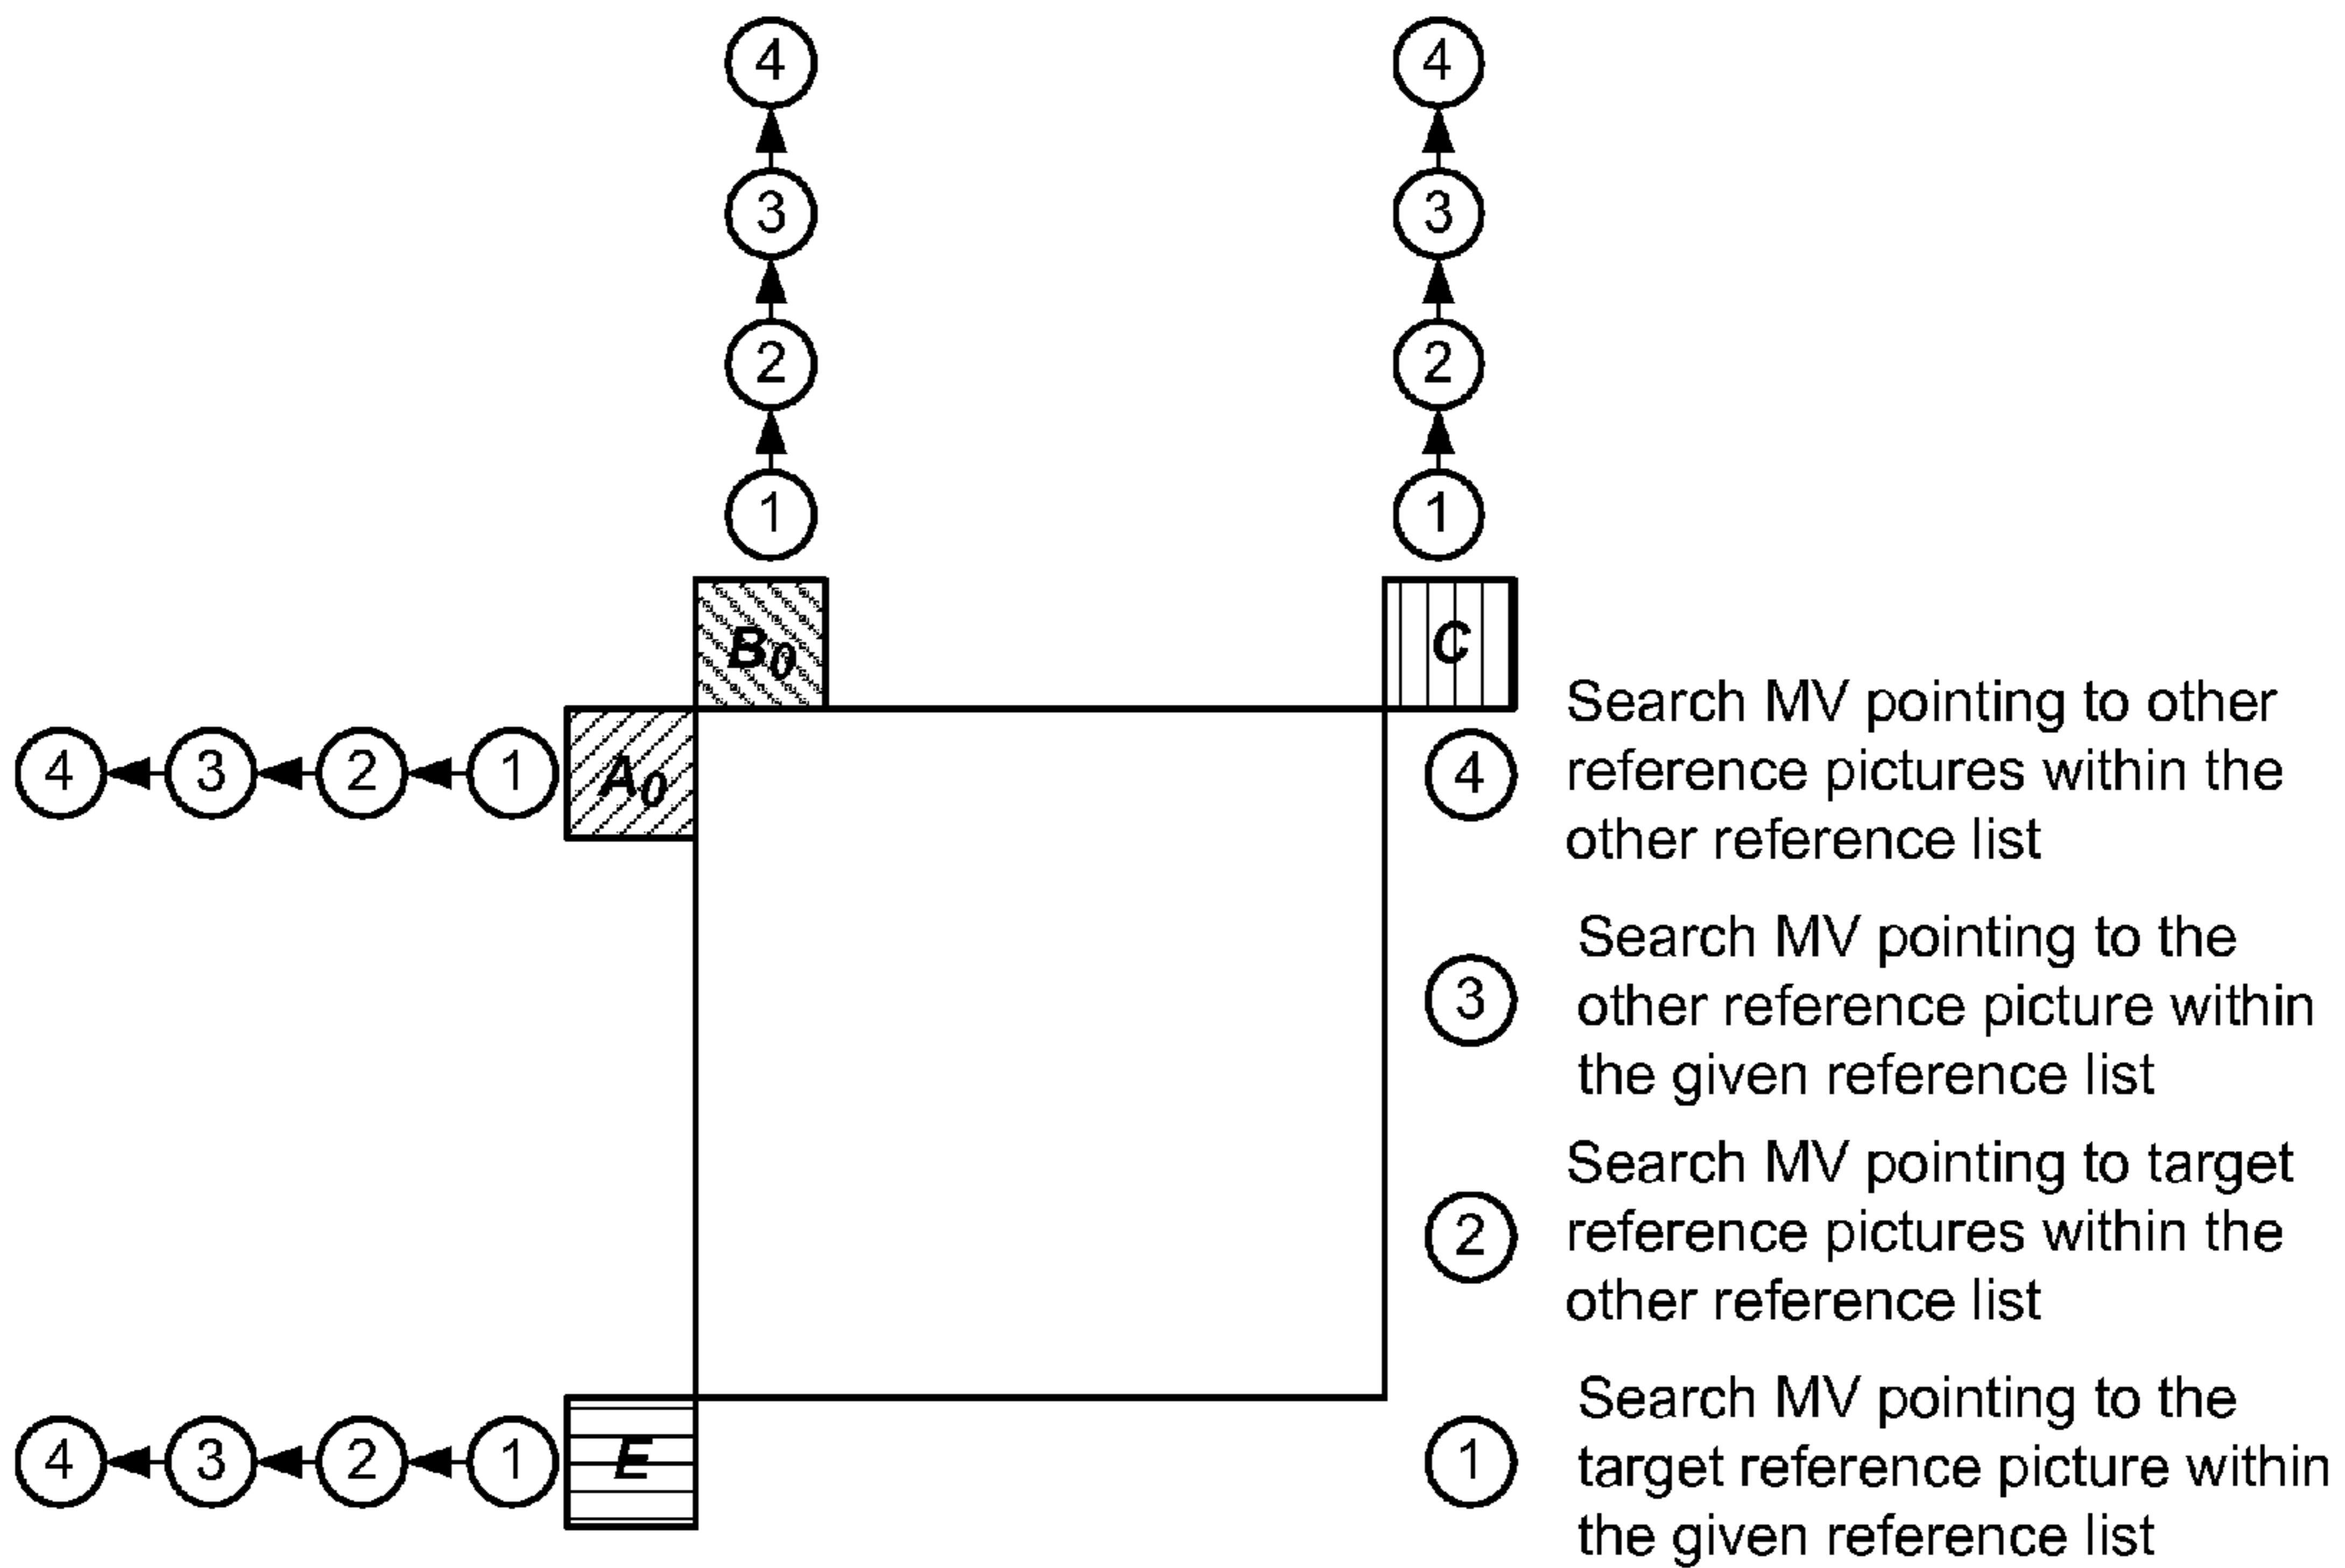 4 4
3 3
2 2
1 1
B0 C
4 3 2 1 A0
4 Search MV pointing to other
reference pictures within the
other reference list
3 Search MV pointing to the
other reference picture within
the given reference list
2 Search MV pointing to target
reference pictures within the
other reference list
4 3 2 1 E
1 Search MV pointing to the
target reference picture within
the given reference list